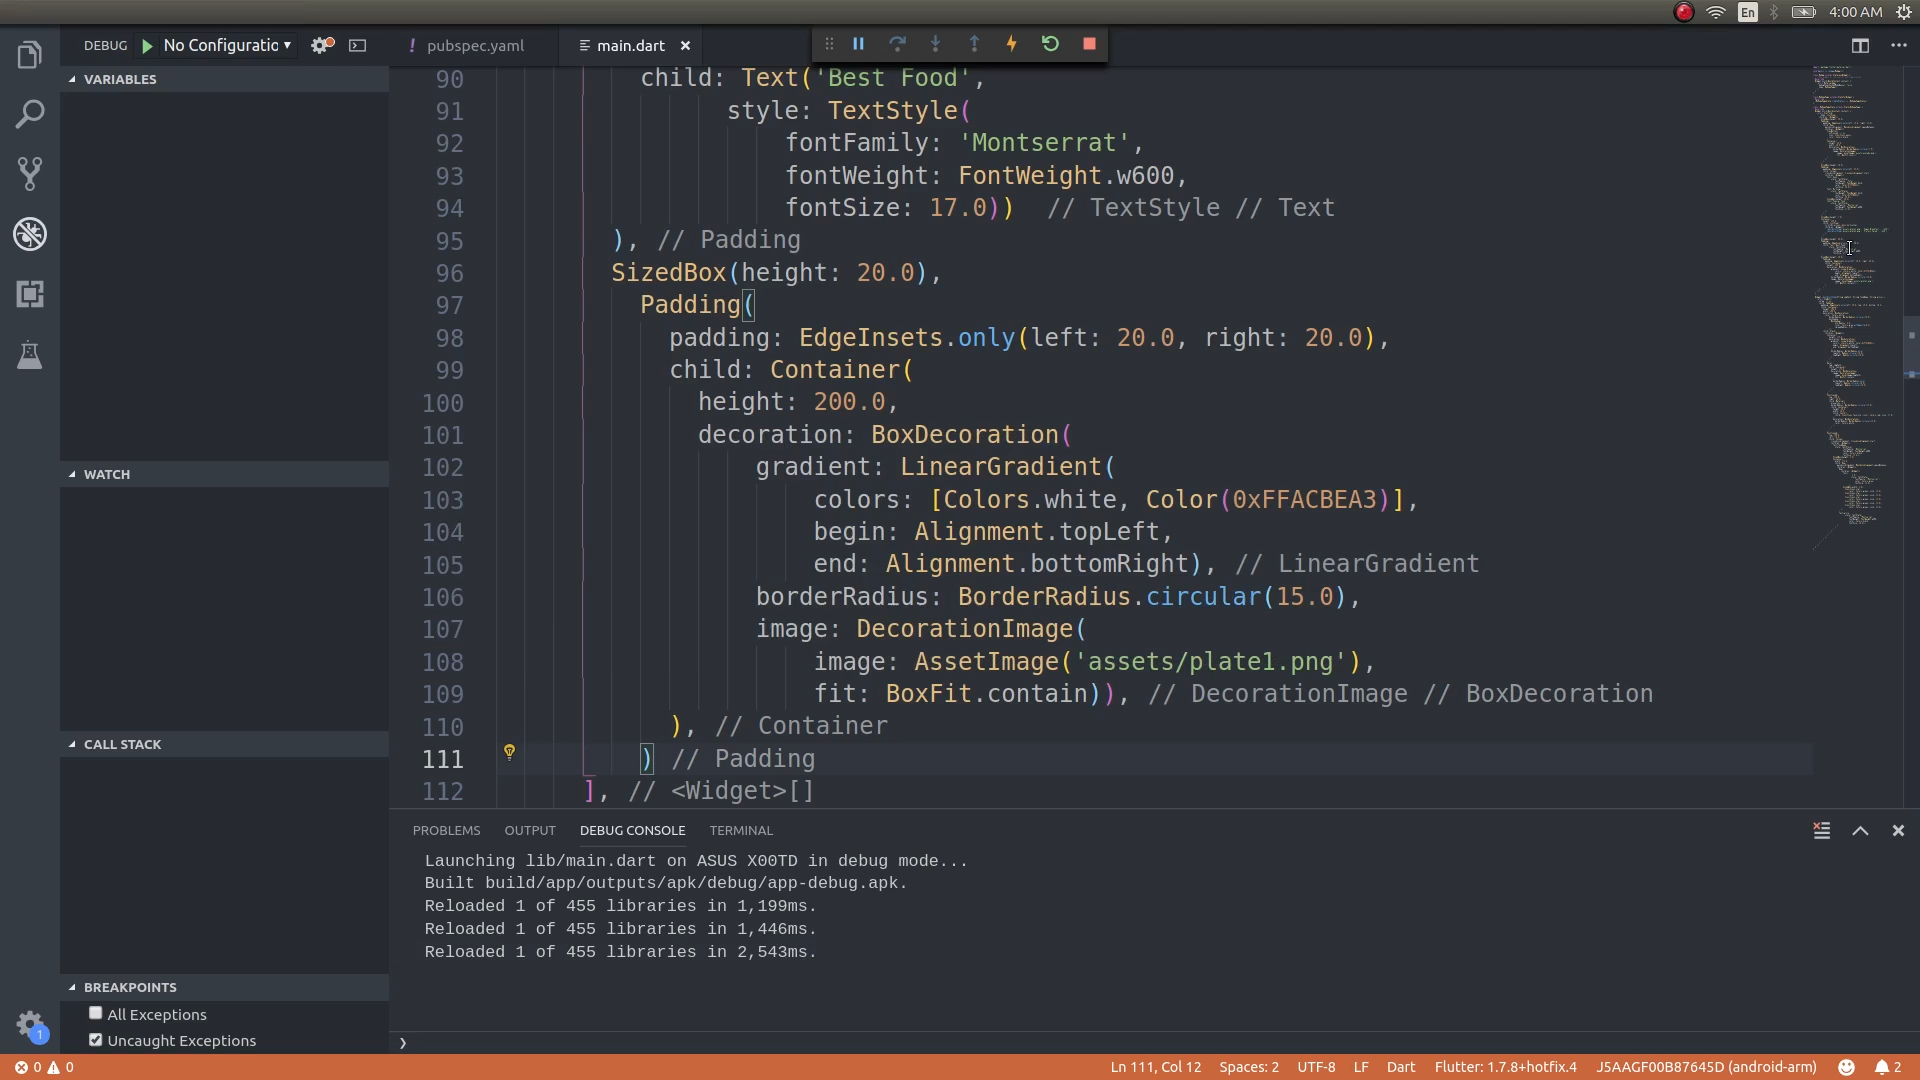 En
4:00 AM
DEBUG
No Configuratio
! pubspec.yaml
main.dart
VARIABLES
WATCH
CALL STACK
BREAKPOINTS
All Exceptions
Uncaught Exceptions
90 child: Text('Best Food',
91 style: TextStyle(
92 fontFamily: 'Montserrat',
93 fontWeight: FontWeight.w600,
94 fontSize: 17.0)) // TextStyle // Text
95 ), // Padding
96 SizedBox(height: 20.0),
97 Padding(
98 padding: EdgeInsets.only(left: 20.0, right: 20.0),
99 child: Container(
100 height: 200.0,
101 decoration: BoxDecoration(
102 gradient: LinearGradient(
103 colors: [Colors.white, Color(0xFFACBEA3)],
104 begin: Alignment.topLeft,
105 end: Alignment.bottomRight), // LinearGradient
106 borderRadius: BorderRadius.circular(15.0),
107 image: DecorationImage(
108 image: AssetImage('assets/plate1.png'),
109 fit: BoxFit.contain)), // DecorationImage // BoxDecoration
110 ), // Container
111 ) // Padding
112 ], // <Widget>[]
PROBLEMS
OUTPUT
DEBUG CONSOLE
TERMINAL
Launching lib/main.dart on ASUS X00TD in debug mode...
Built build/app/outputs/apk/debug/app-debug.apk.
Reloaded 1 of 455 libraries in 1,199ms.
Reloaded 1 of 455 libraries in 1,446ms.
Reloaded 1 of 455 libraries in 2,543ms.
1
0
0
Ln 111, Col 12
Spaces: 2
UTF-8
LF
Dart
Flutter: 1.7.8+hotfix.4
J5AAGF00B87645D (android-arm)
2